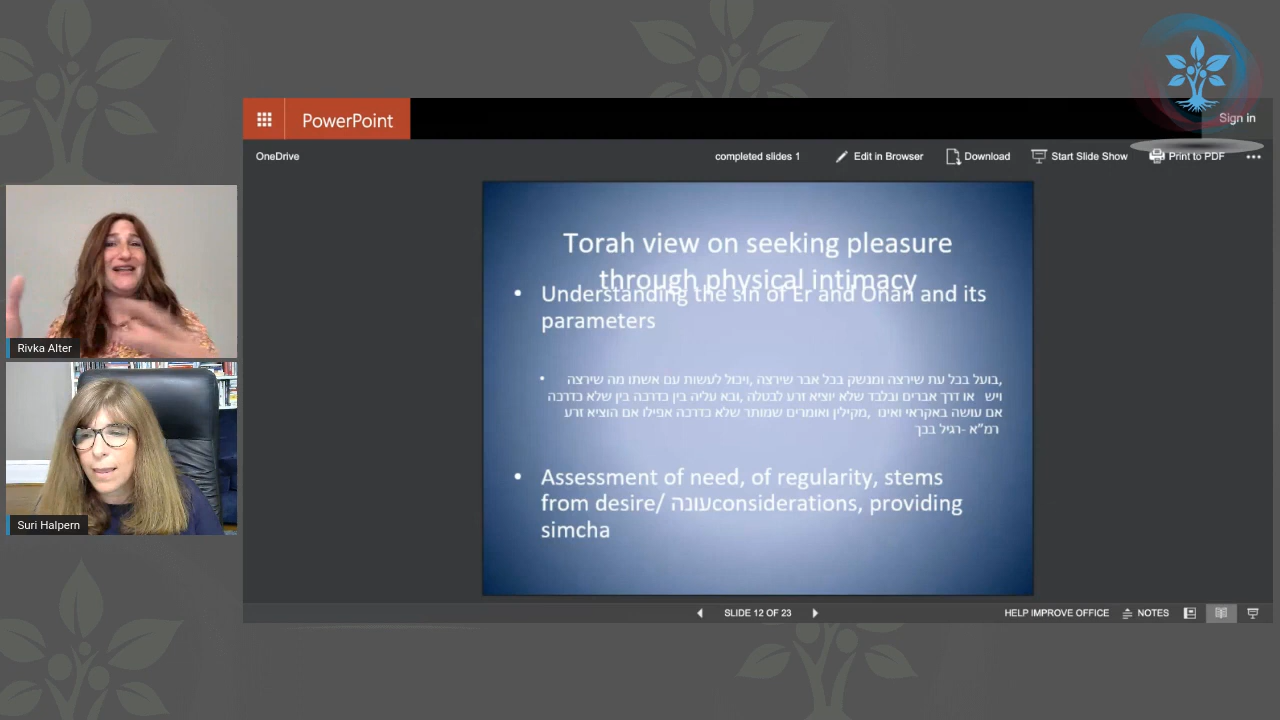 PowerPoint
Sign in
OneDrive
completed slides 1
Edit in Browser
Download
Start Slide Show
Print to PDF
Torah view on seeking pleasure
through physical intimacy
• Understanding the sin of Er and Onan and its
parameters
• בועל בכל עת שירצה ומנשק בכל אבר שירצה ,ויכול לעשות עם אשתו מה שירצה,
ובא עליה בין כדרכה בין שלא כדרכה ,או דרך אברים ובלבד שלא יוציא זרע לבטלה ויש
מקילין ואומרים שמותר שלא כדרכה אפילו אם הוציא זרע, אם עושה באקראי ואינו
רגיל בכך- רמ"א
• Assessment of need, of regularity, stems
from desire/ עונהconsiderations, providing
simcha
Rivka Alter
Suri Halpern
SLIDE 12 OF 23
HELP IMPROVE OFFICE
NOTES